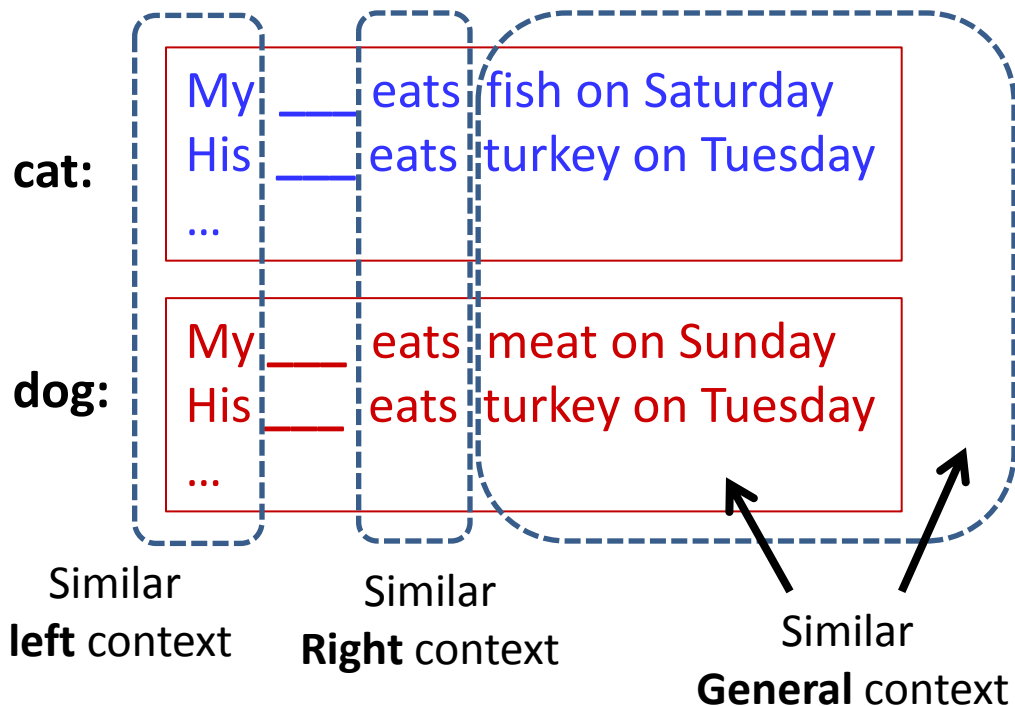 cat:
My ___ eats fish on Saturday
His ___ eats turkey on Tuesday
...
dog:
My ___ eats meat on Sunday
His ___ eats turkey on Tuesday
...
Similar
left context
Similar
Right context
Similar
General context